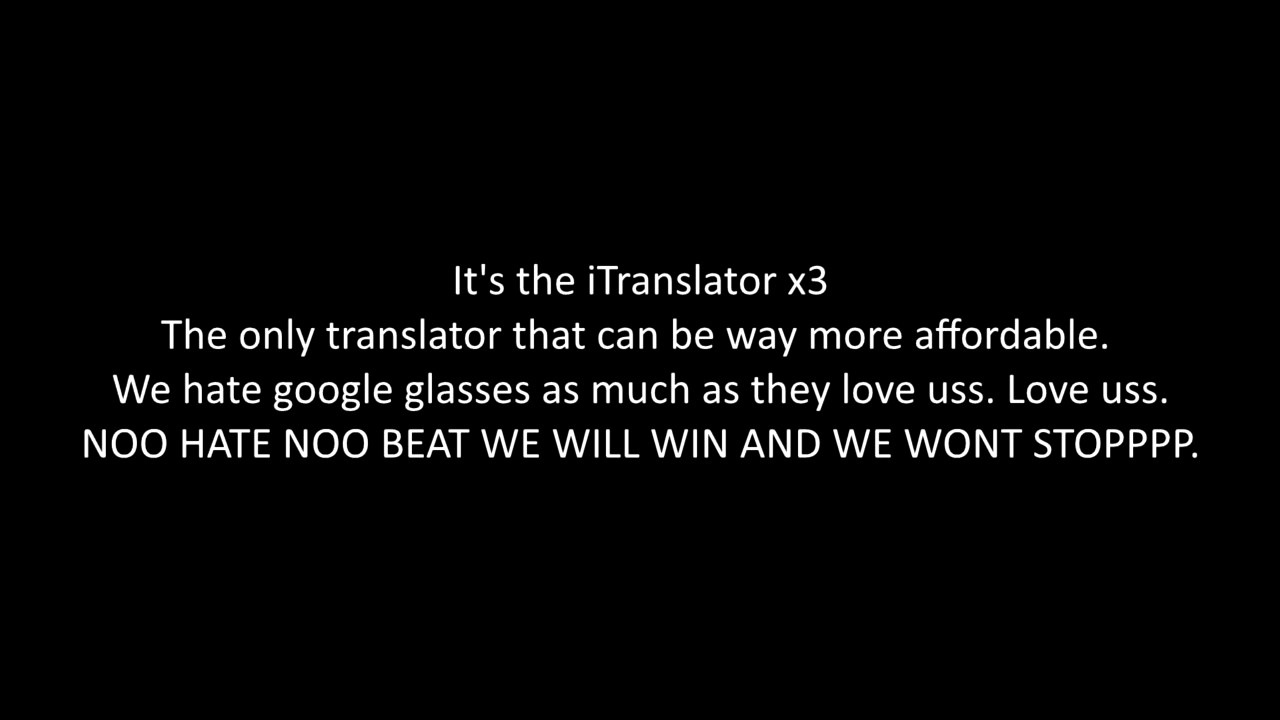 It's the iTranslator x3
The only translator that can be way more affordable.
We hate google glasses as much as they love uss. Love uss.
NOO HATE NOO BEAT WE WILL WIN AND WE WONT STOPPPP.